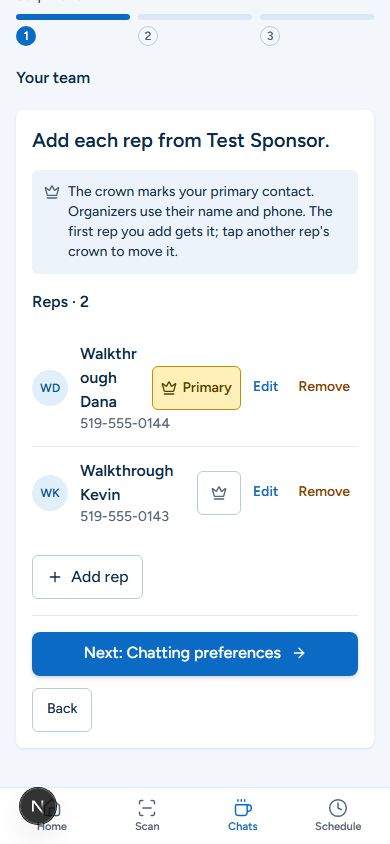 1
2
3
Your team
Add each rep from Test Sponsor.
The crown marks your primary contact.
Organizers use their name and phone. The
first rep you add gets it; tap another rep's
crown to move it.
Reps · 2
WD
Walkthr
ough
Dana
519-555-0144
Primary
Edit
Remove
WK
Walkthrough
Kevin
519-555-0143
Edit
Remove
+ Add rep
Next: Chatting preferences →
Back
N
Home
Scan
Chats
Schedule